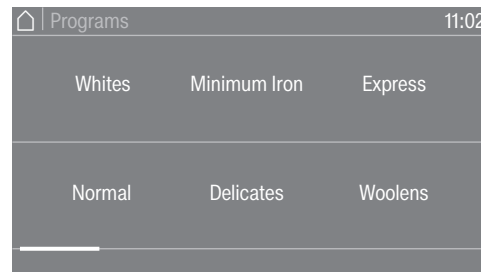 Programs 11:02
Whites Minimum Iron Express
Normal Delicates Woolens